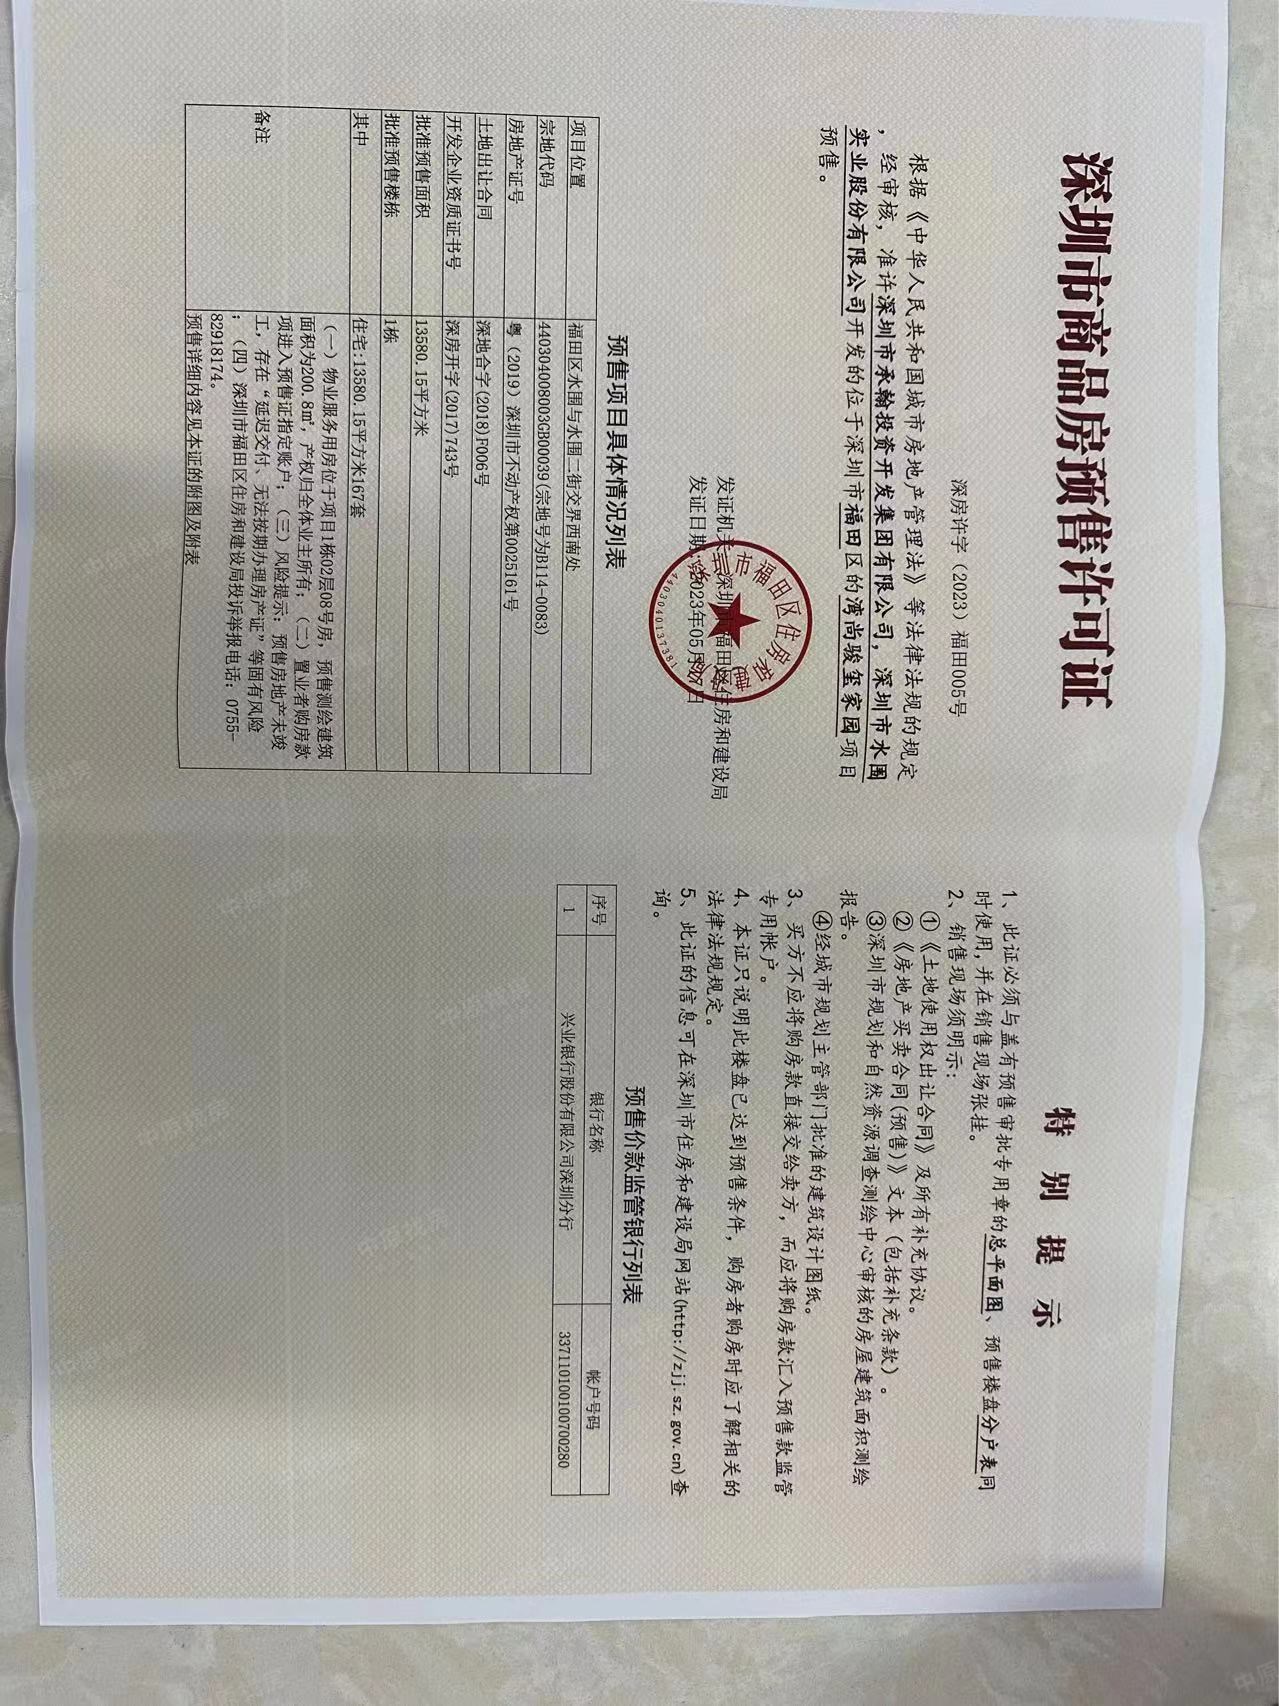 深圳市商品房预售许可证
深房许字（2023）福田005号
根据《中华人民共和国城市房地产管理法》等法律法规的规定
，经审核，准许深圳市承翰投资开发集团有限公司，深圳市水围
实业股份有限公司开发的位于深圳市福田区的湾尚骏玺家园项目
预售。
发证机关：深圳市福田区住房和建设局
发证日期：2023年05月 日
4403040137381
预售项目具体情况列表
项目位置 福田区水围与水围二街交界西南处
宗地代码 440304008003GB00039(宗地号为B114-0083)
房地产证号 粤（2019）深圳市不动产权第0025161号
土地出让合同 深地合字(2018)F006号
开发企业资质证书号 深房开字(2017)743号
批准预售面积 13580.15平方米
批准预售楼栋 1栋
其中 住宅:13580.15平方米167套
备注 （一）物业服务用房位于项目1栋02层08号房，预售测绘建筑
面积为200.8㎡，产权归全体业主所有；（二）置业者购房款
项进入预售证指定账户；（三）风险提示：预售房地产未竣
工，存在“延迟交付、无法按期办理房产证”等固有风险
；（四）深圳市福田区住房和建设局投诉举报电话：0755-
82918174。
预售详细内容见本证的附图及附表
特别提示
1、此证必须与盖有预售审批专用章的总平面图、预售楼盘分户表同
时使用,并在销售现场张挂。
2、销售现场须明示：
①《土地使用权出让合同》及所有补充协议。
②《房地产买卖合同(预售)》文本（包括补充条款）。
③深圳市规划和自然资源调查测绘中心审核的房屋建筑面积测绘
报告。
④经城市规划主管部门批准的建筑设计图纸。
3、买方不应将购房款直接交给卖方，而应将购房款汇入预售款监管
专用帐户。
4、本证只说明此楼盘已达到预售条件，购房者购房时应了解相关的
法律法规规定。
5、此证的信息可在深圳市住房和建设局网站(http://zjj.sz.gov.cn)查
询。
预售价款监管银行列表
序号 银行名称 帐户号码
1 兴业银行股份有限公司深圳分行 337110100100700280